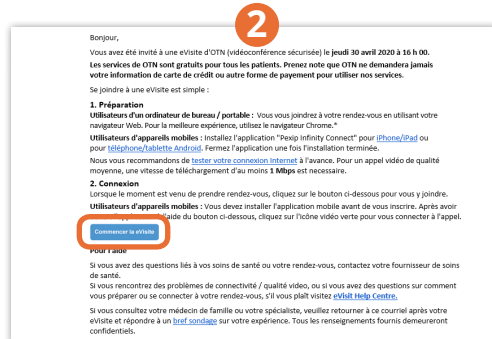 2
Bonjour,
Vous avez été invité à une eVisite d'OTN (vidéoconférence sécurisée) le jeudi 30 avril 2020 à 16 h 00.
Les services de OTN sont gratuits pour tous les patients. Prenez note que OTN ne demandera jamais
votre information de carte de crédit ou autre forme de payement pour utiliser nos services.
Se joindre à une eVisite est simple :
1. Préparation
Utilisateurs d'un ordinateur de bureau / portable : Vous vous joindrez à votre rendez-vous en utilisant votre
navigateur Web. Pour la meilleure expérience, utilisez le navigateur Chrome.*
Utilisateurs d'appareils mobiles : Installez l'application "Pexip Infinity Connect" pour iPhone/iPad ou
pour téléphone/tablette Android. Fermez l'application une fois l'installation terminée.
Nous vous recommandons de tester votre connexion Internet à l'avance. Pour un appel vidéo de qualité
moyenne, une vitesse de téléchargement d'au moins 1 Mbps est necessaire.
2. Connexion
Lorsque le moment est venu de prendre rendez-vous, cliquez sur le bouton ci-dessous pour vous y joindre.
Utilisateurs d'appareils mobiles : Vous devez installer l'application mobile avant de vous inscrire. Après avoir
l'aide du bouton ci-dessous, cliquez sur l'icône vidéo verte pour vous connecter à l'appel.
Commencer la eVisite
Pour l'aide
Si vous avez des questions liés à vos soins de santé ou votre rendez-vous, contactez votre fournisseur de soins
de santé.
Si vous rencontrez des problèmes de connectivité / qualité video, ou si vous avez des questions sur comment
vous préparer ou se connecter à votre rendez-vous, s'il vous plaît visitez eVisit Help Centre.
Si vous consultez votre médecin de famille ou votre spécialiste, veuillez retourner à ce courriel après votre
eVisite et répondre à un bref sondage sur votre expérience. Tous les renseignements fournis demeureront
confidentiels.